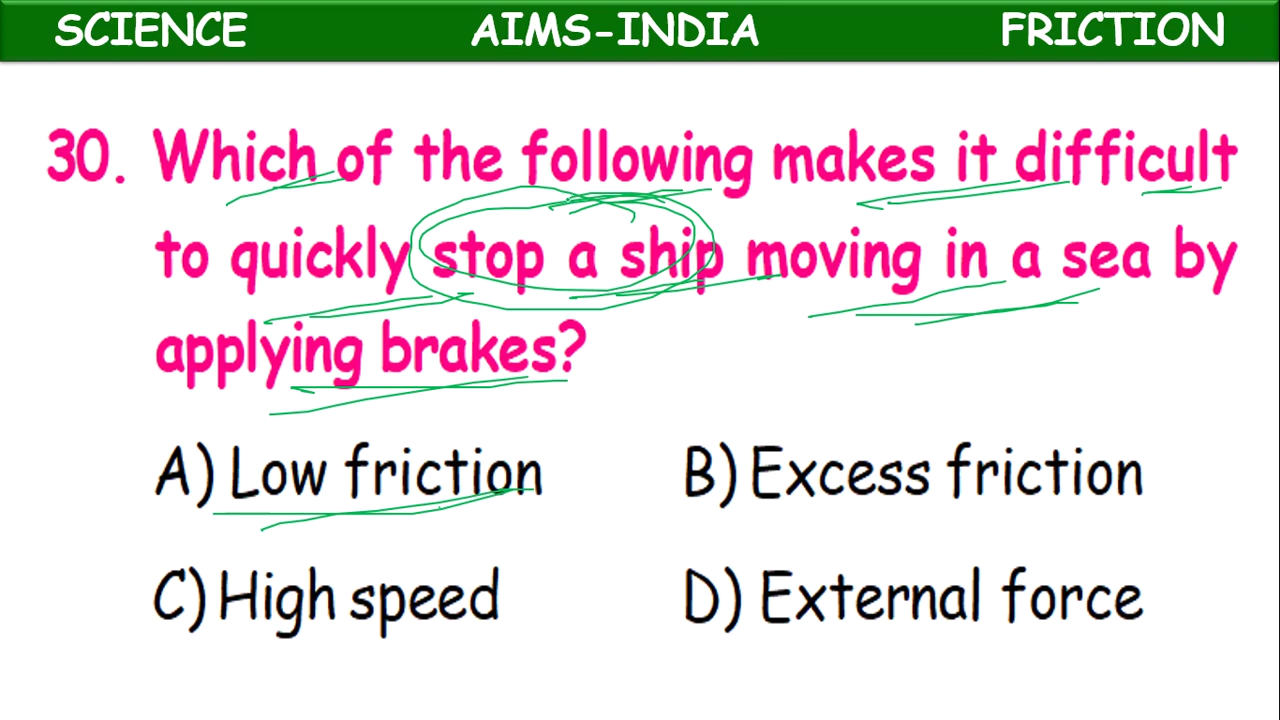 SCIENCE AIMS-INDIA FRICTION
30. Which of the following makes it difficult
to quickly stop a ship moving in a sea by
applying brakes?
A) Low friction B) Excess friction
C) High speed D) External force